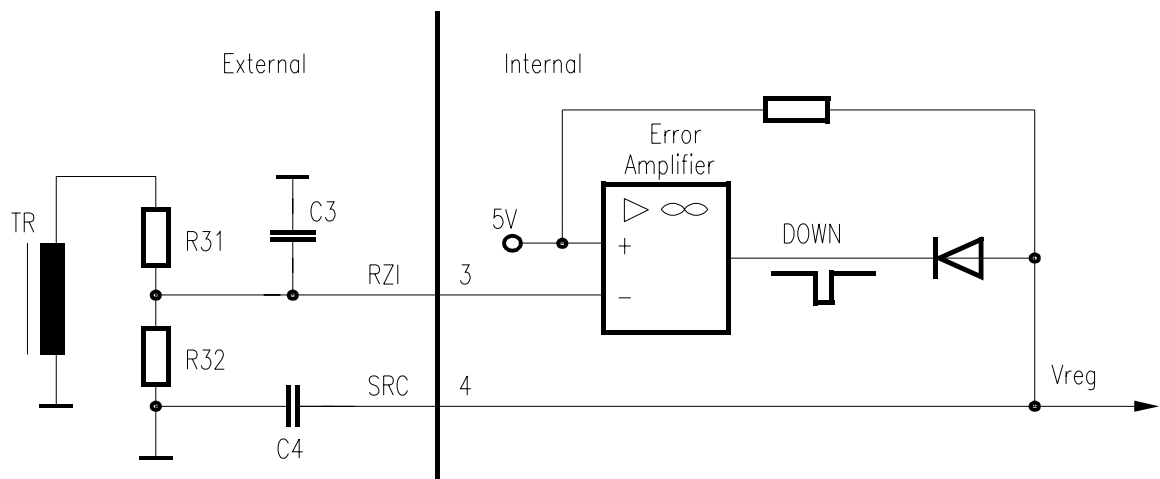 External
Internal
Error
Amplifier
TR
R31
C3
5V
+
−
DOWN
RZI
3
R32
SRC
4
C4
Vreg